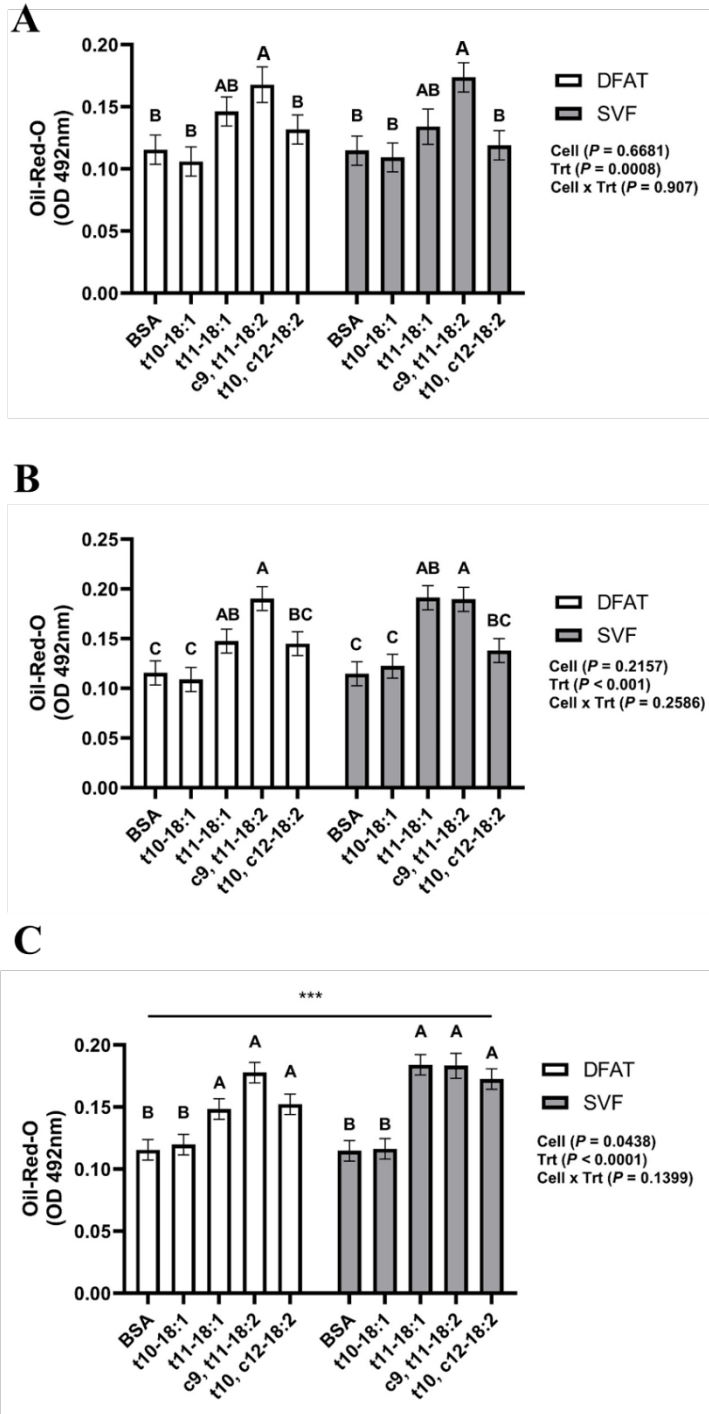 A
Oil-Red-O
(OD 492nm)
0.20
0.15
0.10
0.05
0.00
B
B
AB
A
B
B
B
AB
A
B
BSA
t10-18:1
t11-18:1
c9, t11-18:2
t10, c12-18:2
BSA
t10-18:1
t11-18:1
c9, t11-18:2
t10, c12-18:2
DFAT
SVF
Cell (P = 0.6681)
Trt (P = 0.0008)
Cell x Trt (P = 0.907)
B
Oil-Red-O
(OD 492nm)
0.25
0.20
0.15
0.10
0.05
0.00
C
C
AB
A
BC
C
C
AB
A
BC
BSA
t10-18:1
t11-18:1
c9, t11-18:2
t10, c12-18:2
BSA
t10-18:1
t11-18:1
c9, t11-18:2
t10, c12-18:2
DFAT
SVF
Cell (P = 0.2157)
Trt (P < 0.001)
Cell x Trt (P = 0.2586)
C
Oil-Red-O
(OD 492nm)
0.20
0.15
0.10
0.05
0.00
***
B
B
A
A
A
B
B
A
A
A
BSA
t10-18:1
t11-18:1
c9, t11-18:2
t10, c12-18:2
BSA
t10-18:1
t11-18:1
c9, t11-18:2
t10, c12-18:2
DFAT
SVF
Cell (P = 0.0438)
Trt (P < 0.0001)
Cell x Trt (P = 0.1399)